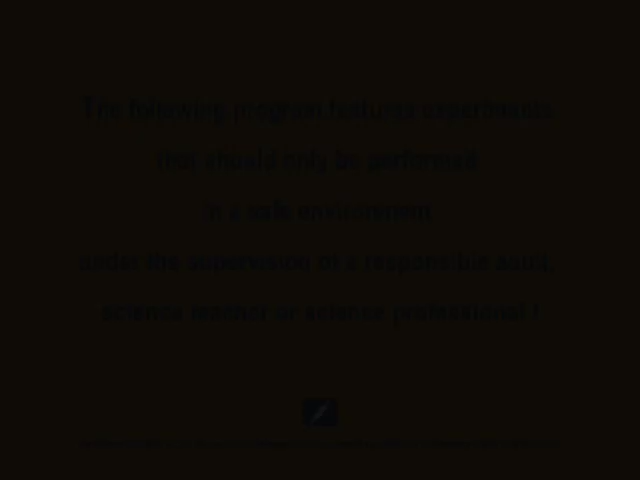 The following program features experiments
that should only be performed
in a safe environment
under the supervision of a responsible adult,
science teacher or science professional !